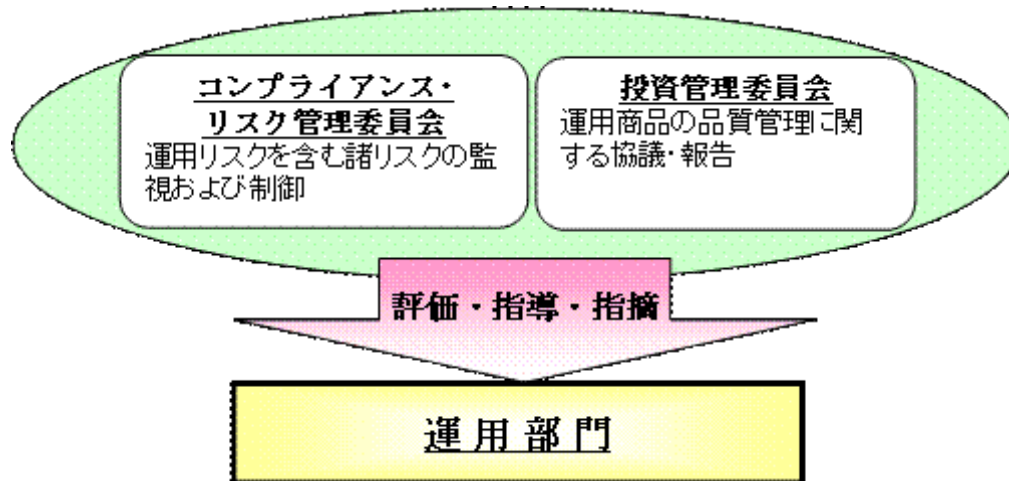 コンプライアンス・
リスク管理委員会
運用リスクを含む諸リスクの監
視および制御
投資管理委員会
運用商品の品質管理に関
する協議・報告
評価・指導・指摘
運用部門